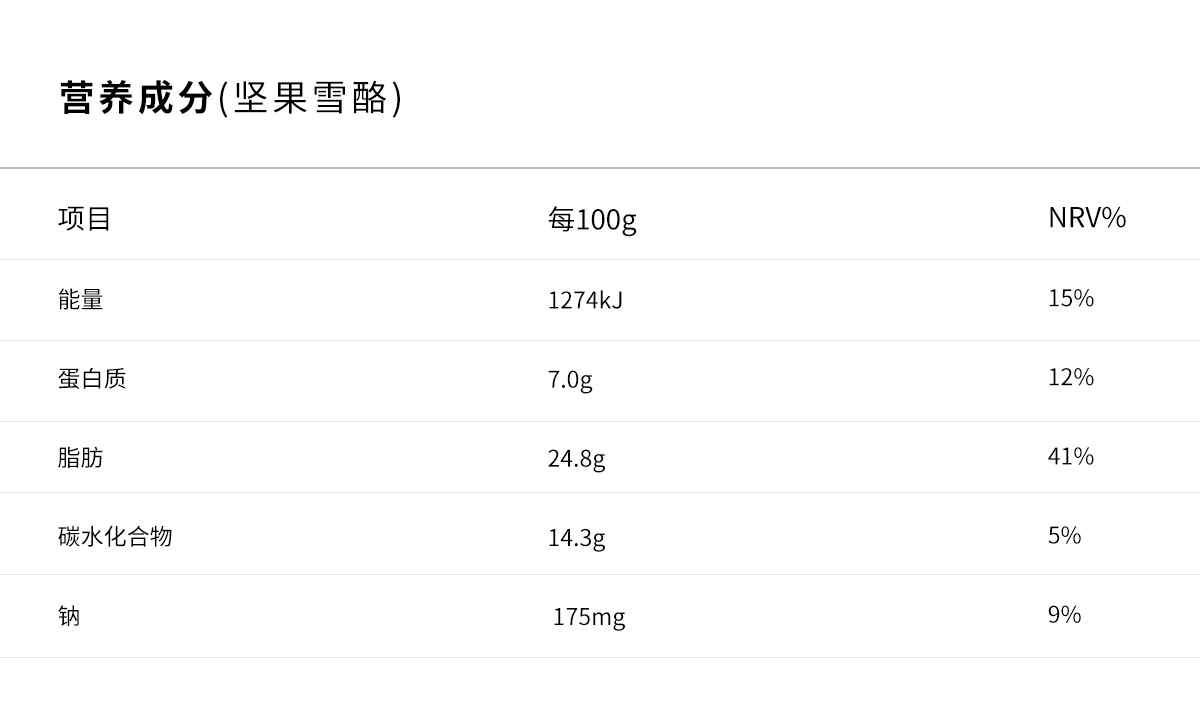 营养成分(坚果雪酪)
项目 每100g NRV%
能量 1274kJ 15%
蛋白质 7.0g 12%
脂肪 24.8g 41%
碳水化合物 14.3g 5%
钠 175mg 9%